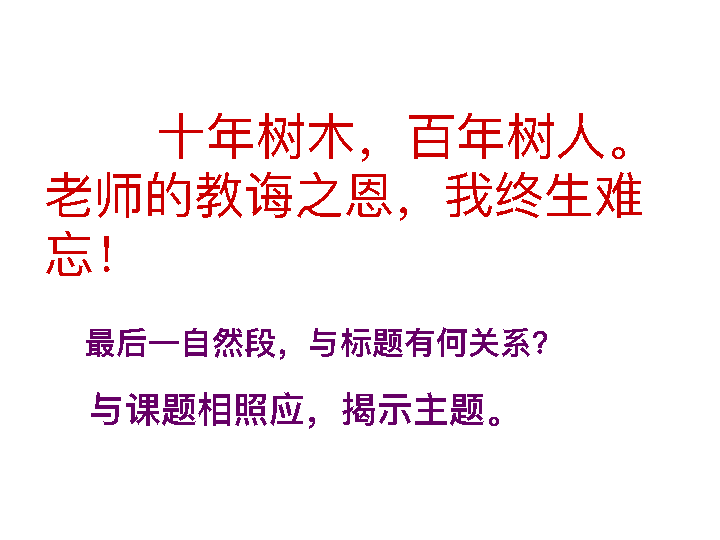 十年树木，百年树人。
老师的教诲之恩，我终生难
忘！
最后一自然段，与标题有何关系？
与课题相照应，揭示主题。